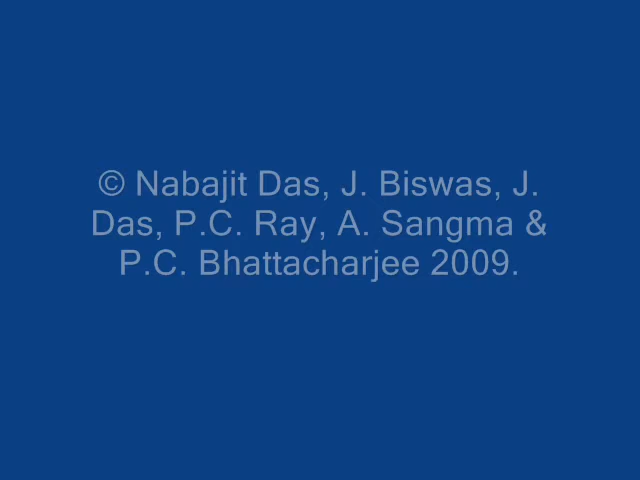 © Nabajit Das, J. Biswas, J.
Das, P.C. Ray, A. Sangma &
P.C. Bhattacharjee 2009.